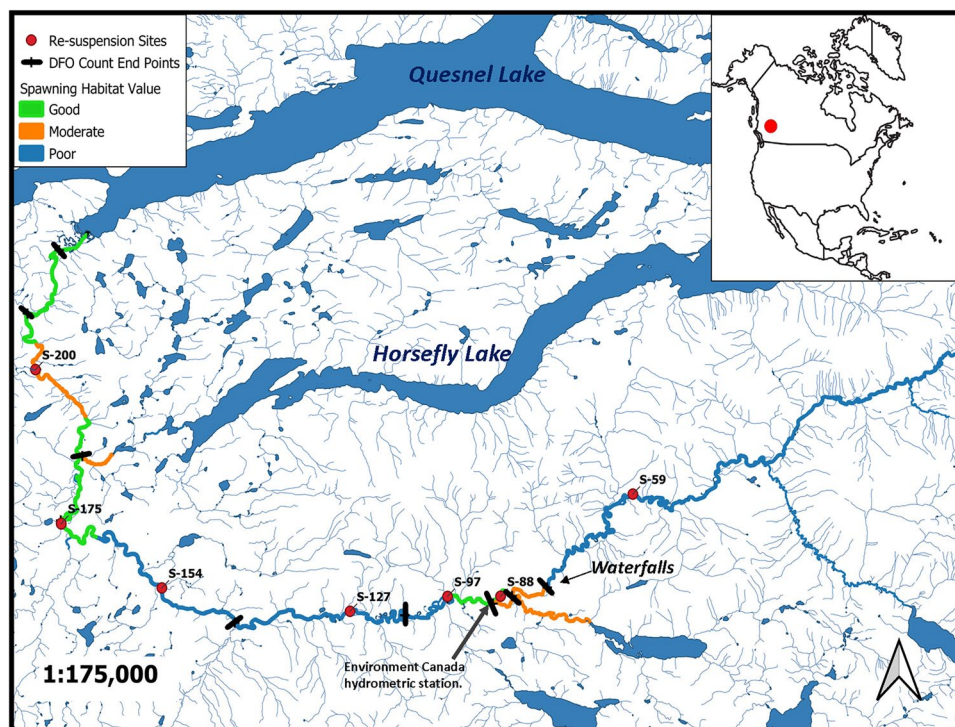 Re-suspension Sites
DFO Count End Points
Spawning Habitat Value
Good
Moderate
Poor
Quesnel Lake
Horsefly Lake
S-200
S-175
S-59
S-154
S-127
S-97
S-88
Waterfalls
Environment Canada
hydrometric station.
1:175,000